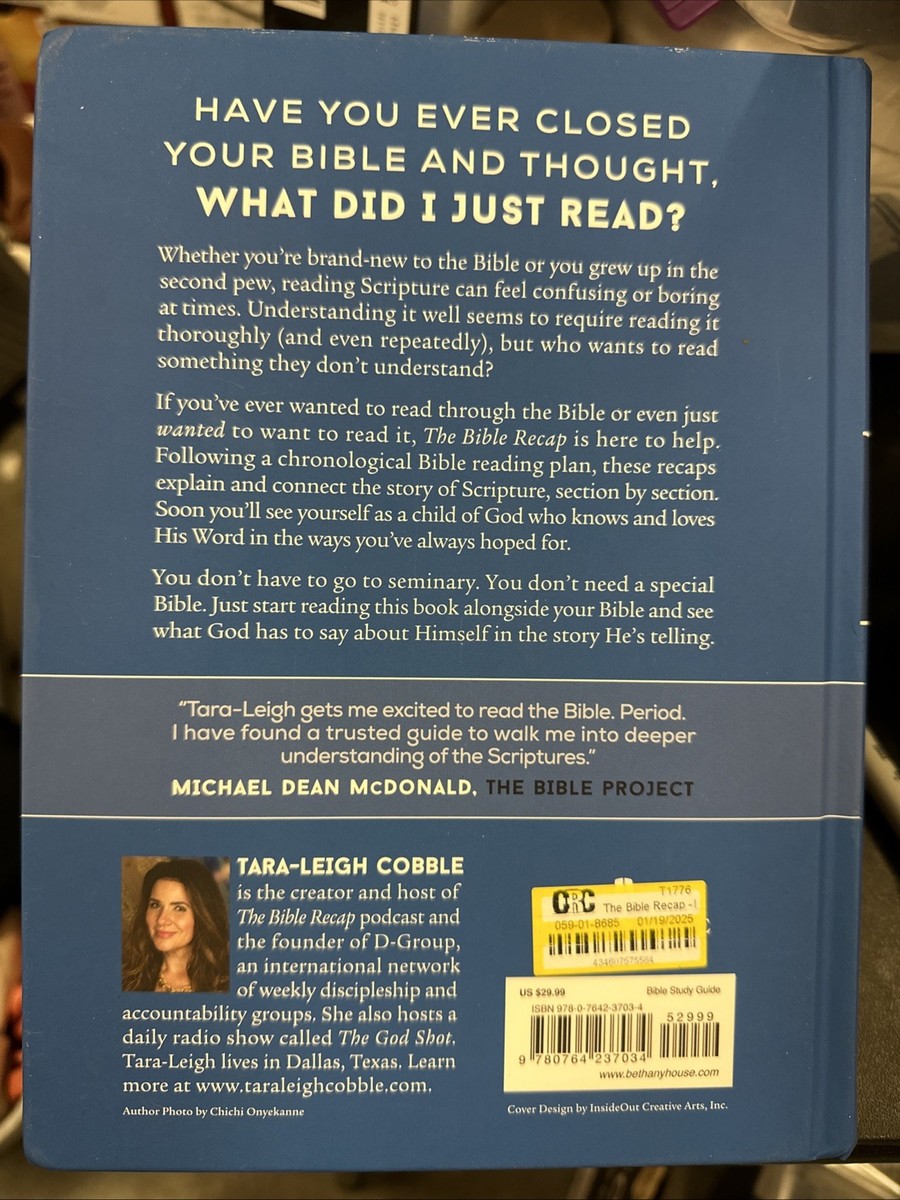 HAVE YOU EVER CLOSED
YOUR BIBLE AND THOUGHT,
WHAT DID I JUST READ?
Whether you're brand-new to the Bible or you grew up in the
second pew, reading Scripture can feel confusing or boring
at times. Understanding it well seems to require reading it
thoroughly (and even repeatedly), but who wants to read
something they don't understand?
If you've ever wanted to read through the Bible or even just
wanted to want to read it, The Bible Recap is here to help.
Following a chronological Bible reading plan, these recaps
explain and connect the story of Scripture, section by section.
Soon you'll see yourself as a child of God who knows and loves
His Word in the ways you've always hoped for.
You don't have to go to seminary. You don't need a special
Bible. Just start reading this book alongside your Bible and see
what God has to say about Himself in the story He's telling.
"Tara-Leigh gets me excited to read the Bible. Period.
I have found a trusted guide to walk me into deeper
understanding of the Scriptures."
MICHAEL DEAN McDONALD, THE BIBLE PROJECT
TARA-LEIGH COBBLE
is the creator and host of
The Bible Recap podcast and
the founder of D-Group,
an international network
of weekly discipleship and
accountability groups. She also hosts a
daily radio show called The God Shot.
Tara-Leigh lives in Dallas, Texas. Learn
more at www.taraleighcobble.com.
Author Photo by Chichi Onyekanne
T1776
The Bible Recap - I
059-01-8685 01/19/2025
US $29.99 Bible Study Guide
ISBN 978-0-7642-3703-4
52999
9 780764 237034
www.bethanyhouse.com
Cover Design by InsideOut Creative Arts, Inc.